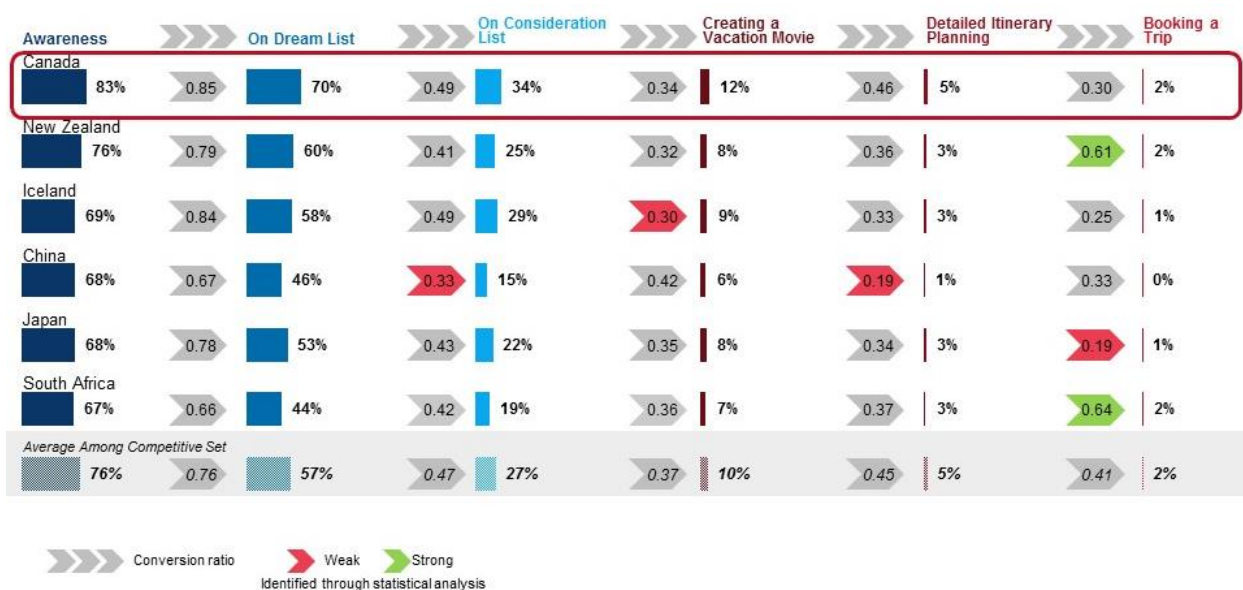 Awareness On Dream List On Consideration List Creating a Vacation Movie Detailed Itinerary Planning Booking a Trip
Canada
83% 0.85 70% 0.49 34% 0.34 12% 0.46 5% 0.30 2%
New Zealand
76% 0.79 60% 0.41 25% 0.32 8% 0.36 3% 0.61 2%
Iceland
69% 0.84 58% 0.49 29% 0.30 9% 0.33 3% 0.25 1%
China
68% 0.67 46% 0.33 15% 0.42 6% 0.19 1% 0.33 0%
Japan
68% 0.78 53% 0.43 22% 0.35 8% 0.34 3% 0.19 1%
South Africa
67% 0.66 44% 0.42 19% 0.36 7% 0.37 3% 0.64 2%
Average Among Competitive Set
76% 0.76 57% 0.47 27% 0.37 10% 0.45 5% 0.41 2%
Conversion ratio Weak Strong
Identified through statistical analysis